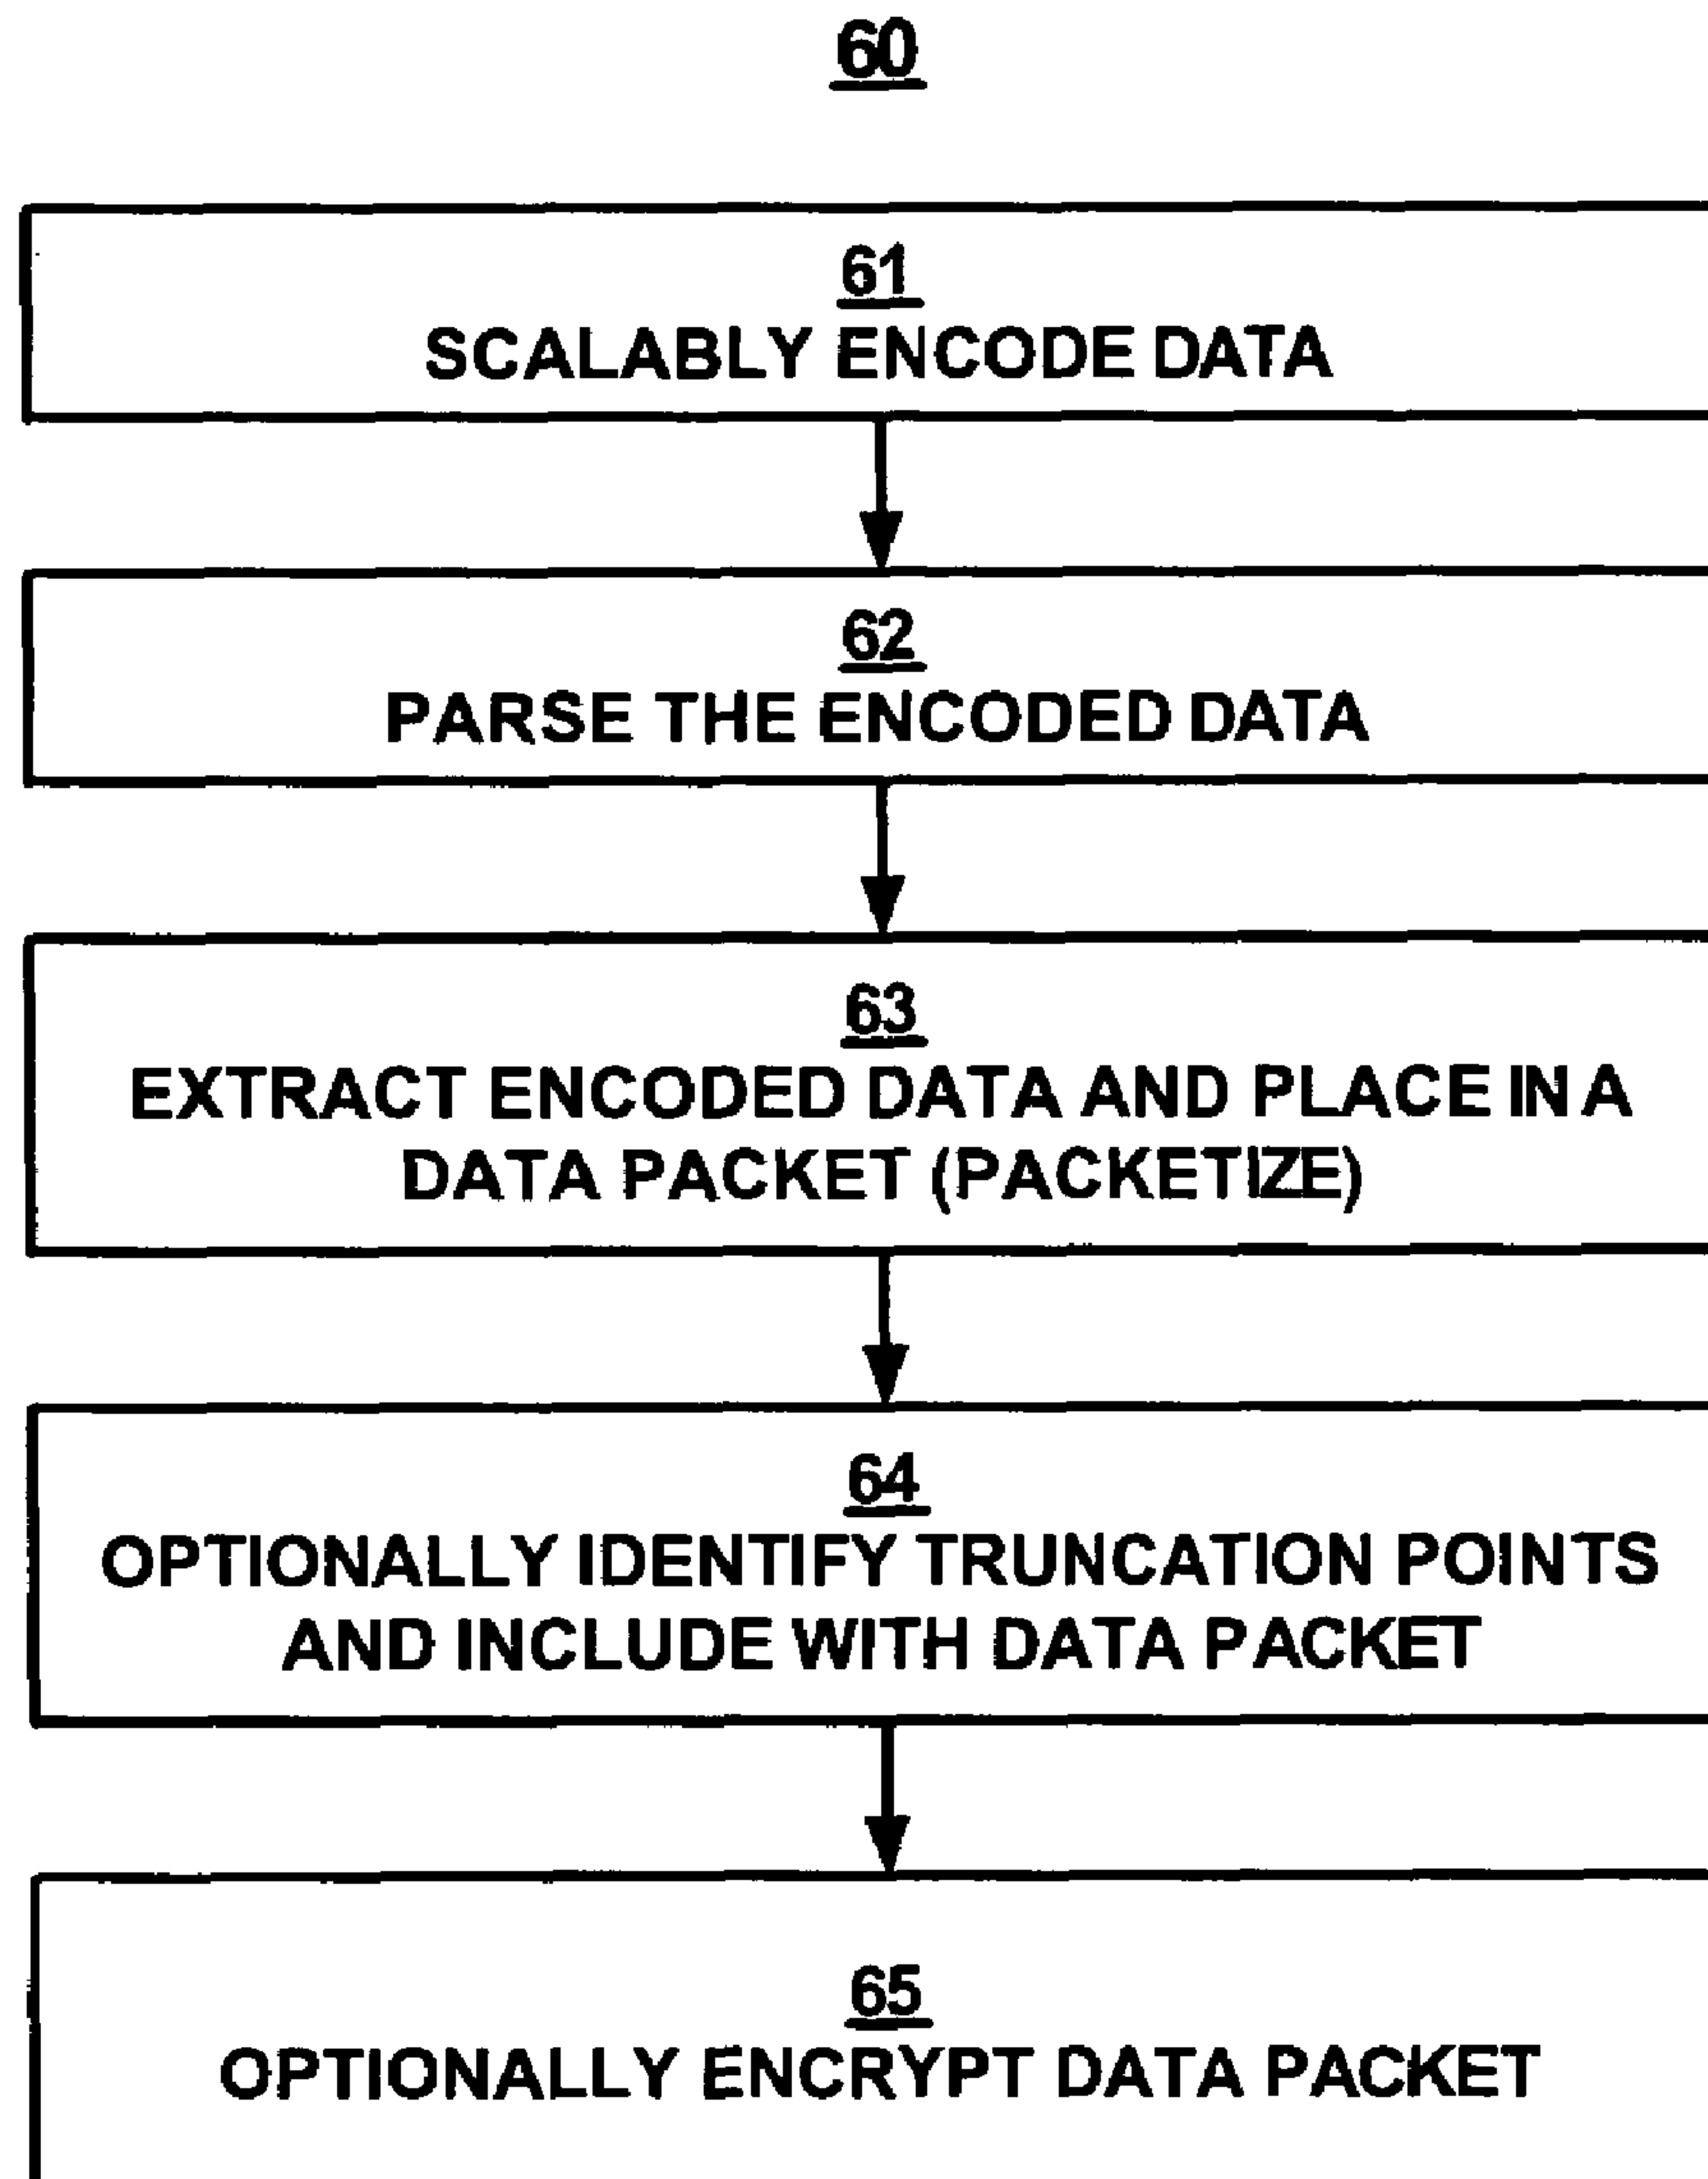 60
61
SCALABLY ENCODE DATA
62
PARSE THE ENCODED DATA
63
EXTRACT ENCODED DATA AND PLACE IN A
DATA PACKET (PACKETIZE)
64
OPTIONALLY IDENTIFY TRUNCATION POINTS
AND INCLUDE WITH DATA PACKET
65
OPTIONALLY ENCRYPT DATA PACKET